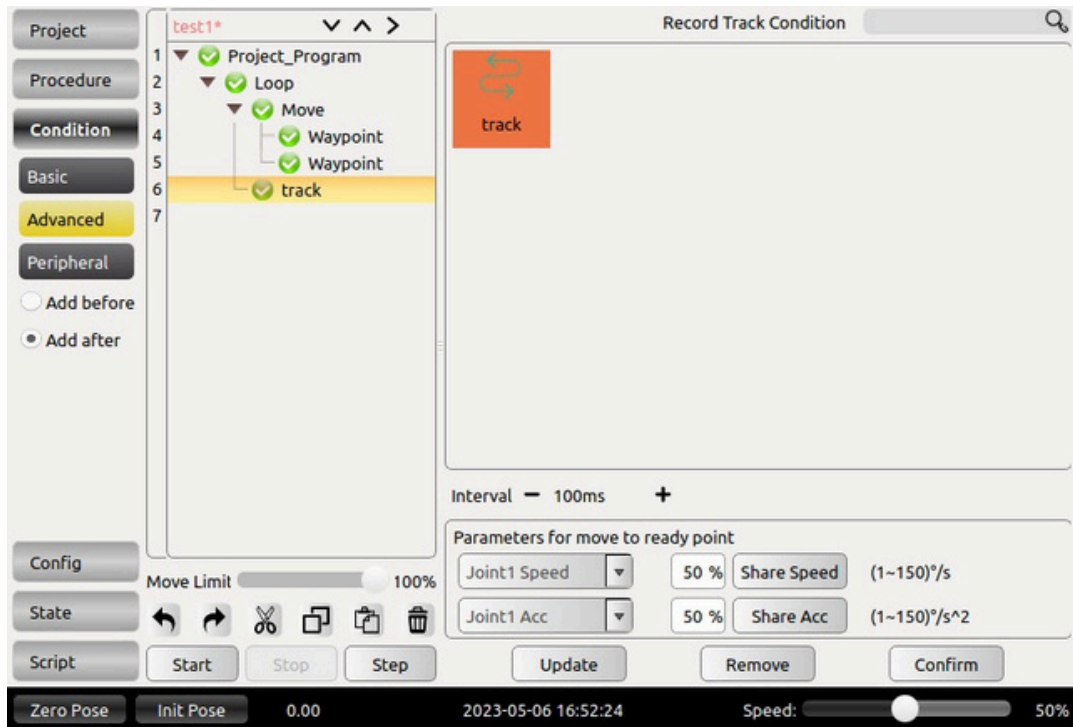 Project
Procedure
Condition
Basic
Advanced
Peripheral
Add before
Add after
Config
State
Script
test1*
1 Project_Program
2 Loop
3 Move
4 Waypoint
5 Waypoint
6 track
7
Move Limit 100%
Start Stop Step
Record Track Condition
track
Interval 100ms
Parameters for move to ready point
Joint1 Speed 50 % Share Speed (1~150)°/s
Joint1 Acc 50 % Share Acc (1~150)°/s^2
Update Remove Confirm
Zero Pose Init Pose 0.00 2023-05-06 16:52:24 Speed: 50%